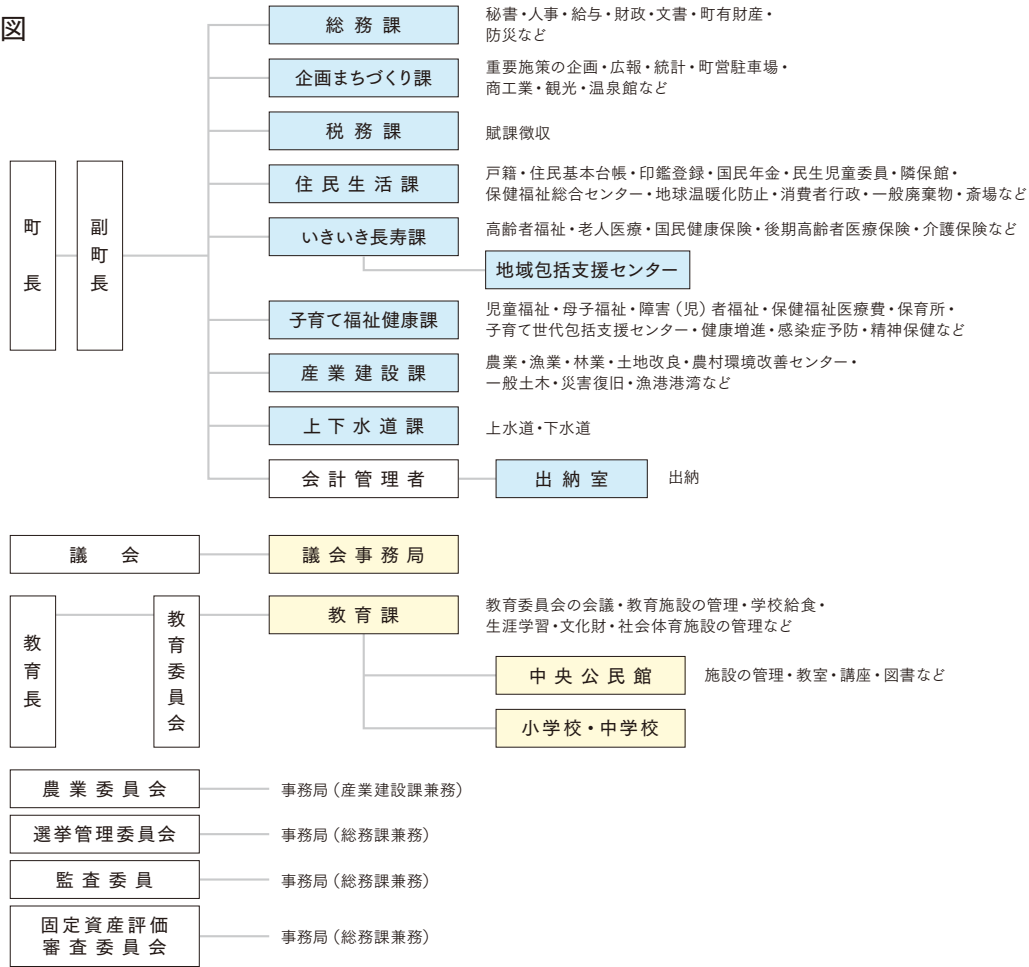 図
総務課
秘書・人事・給与・財政・文書・町有財産・
防災など
企画まちづくり課
重要施策の企画・広報・統計・町営駐車場・
商工業・観光・温泉館など
税務課
賦課徴収
住民生活課
戸籍・住民基本台帳・印鑑登録・国民年金・民生児童委員・隣保館・
保健福祉総合センター・地球温暖化防止・消費者行政・一般廃棄物・斎場など
町長
副町長
いきいき長寿課
高齢者福祉・老人医療・国民健康保険・後期高齢者医療保険・介護保険など
地域包括支援センター
子育て福祉健康課
児童福祉・母子福祉・障害（児）者福祉・保健福祉医療費・保育所・
子育て世代包括支援センター・健康増進・感染症予防・精神保健など
産業建設課
農業・漁業・林業・土地改良・農村環境改善センター・
一般土木・災害復旧・漁港港湾など
上下水道課
上水道・下水道
会計管理者
出納室
出納
議会
議会事務局
教育長
教育委員会
教育課
教育委員会の会議・教育施設の管理・学校給食・
生涯学習・文化財・社会体育施設の管理など
中央公民館
施設の管理・教室・講座・図書など
小学校・中学校
農業委員会
事務局（産業建設課兼務）
選挙管理委員会
事務局（総務課兼務）
監査委員
事務局（総務課兼務）
固定資産評価
審査委員会
事務局（総務課兼務）